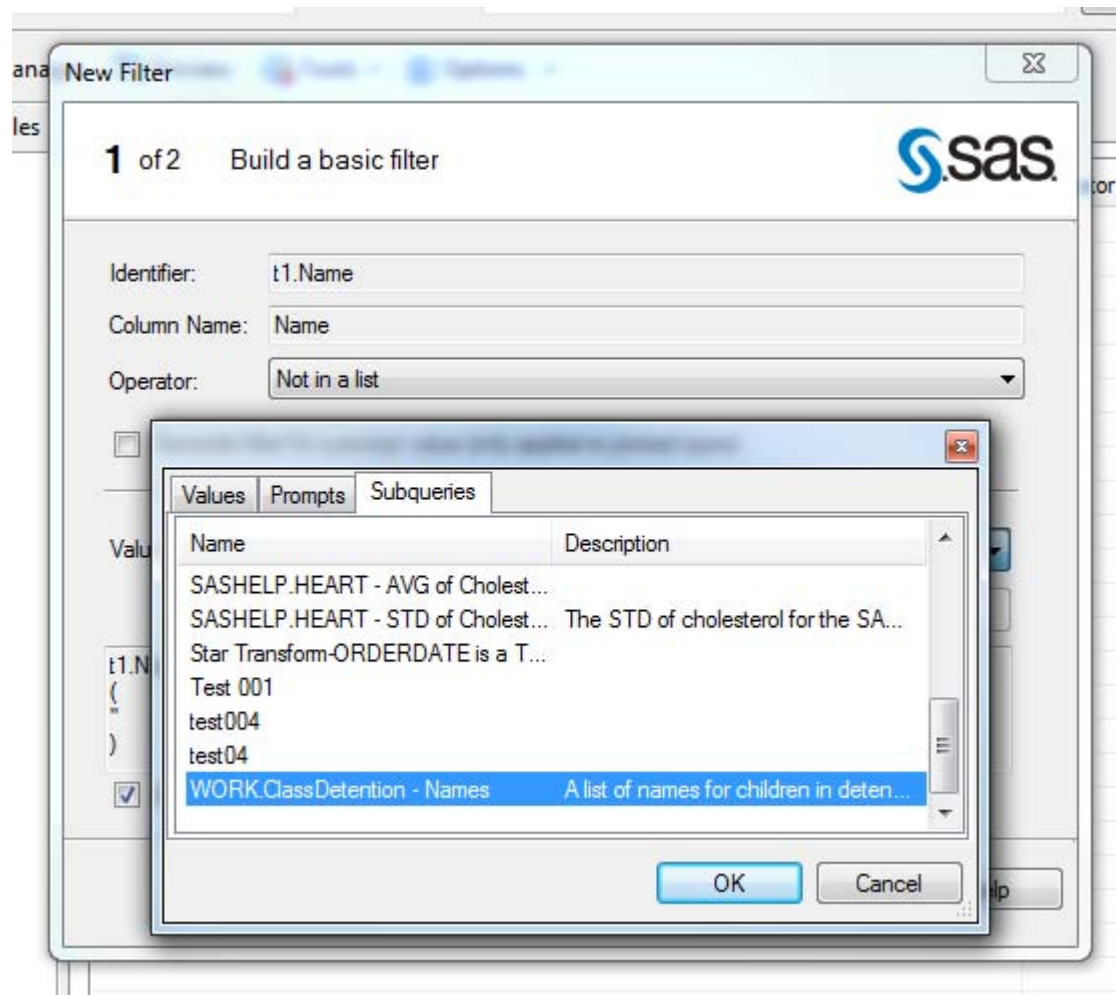 ana New Filter
les
1 of 2 Build a basic filter
sas
tor
Identifier: t1.Name
Column Name: Name
Operator: Not in a list
Values Prompts Subqueries
Valu
Name Description
SASHELP.HEART - AVG of Cholest...
SASHELP.HEART - STD of Cholest... The STD of cholesterol for the SA...
Star Transform-ORDERDATE is a T...
t1.N
Test 001
(
"
test004
)
test04
WORK.ClassDetention - Names A list of names for children in deten...
OK Cancel
elp